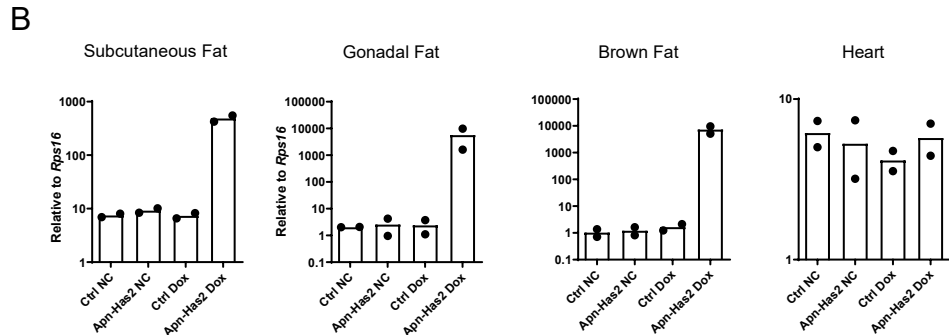 B
Subcutaneous Fat
Relative to Rps16
1000
100
10
1
Ctrl NC
Apn-Has2 NC
Ctrl Dox
Apn-Has2 Dox
Gonadal Fat
Relative to Rps16
100000
10000
1000
100
10
1
0.1
Ctrl NC
Apn-Has2 NC
Ctrl Dox
Apn-Has2 Dox
Brown Fat
100000
10000
1000
100
10
1
0.1
Ctrl NC
Apn-Has2 NC
Ctrl Dox
Apn-Has2 Dox
Heart
10
1
Ctrl NC
Apn-Has2 NC
Ctrl Dox
Apn-Has2 Dox